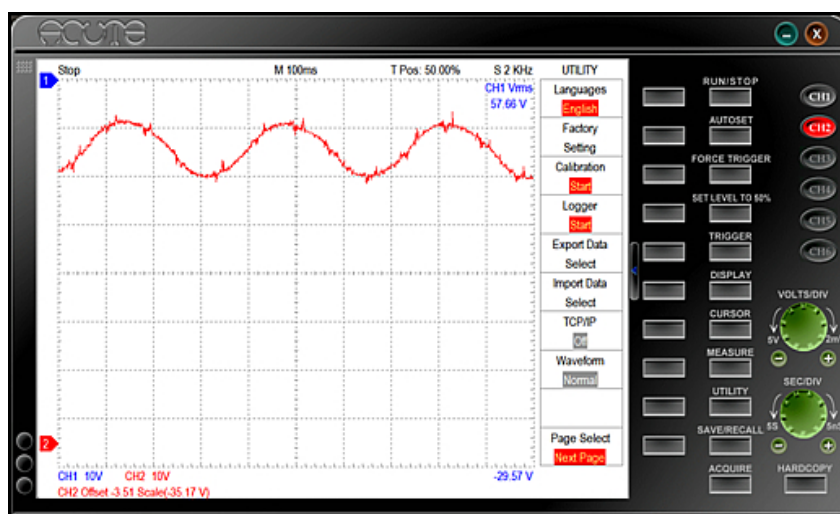 ACUTE
X
Stop M 100ms T Pos: 50.00% S 2 KHz UTILITY
1
CH1 Vrms
57.66 V
Languages
English
Factory
Setting
Calibration
Start
Logger
Start
Export Data
Select
Import Data
Select
TCP/IP
Off
Waveform
Normal
Page Select
Next Page
2
CH1 10V CH2 10V -29.57 V
CH2 Offset -3.51 Scale(-35.17 V)
RUN/STOP
AUTOSET
FORCE TRIGGER
SET LEVEL TO 50%
TRIGGER
DISPLAY
CURSOR
MEASURE
UTILITY
SAVE/RECALL
ACQUIRE
CH1
CH2
CH3
CH4
CH5
CH6
VOLTS/DIV
5V
SEC/DIV
5S
HARDCOPY